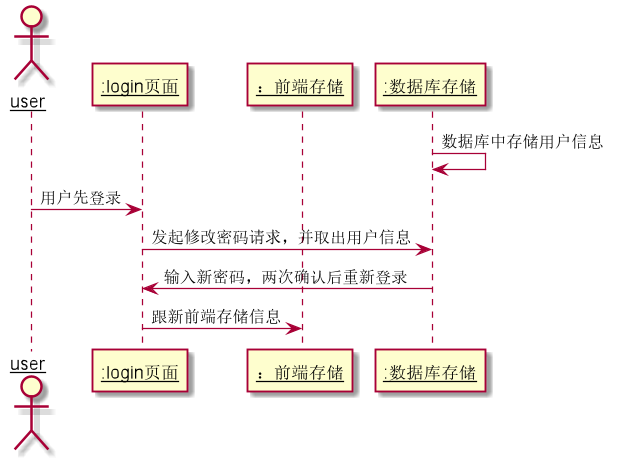 user
:login页面
：前端存储
:数据库存储
数据库中存储用户信息
用户先登录
发起修改密码请求，并取出用户信息
输入新密码，两次确认后重新登录
跟新前端存储信息
user
:login页面
：前端存储
:数据库存储